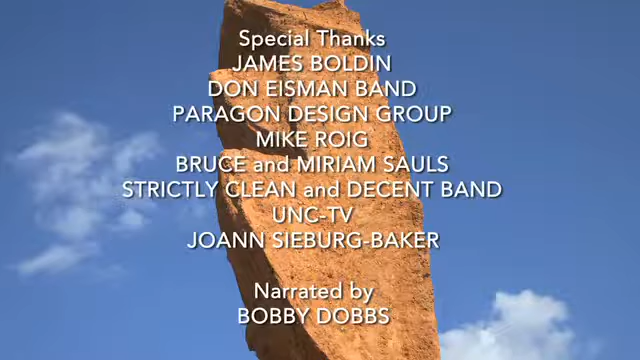 Special Thanks
JAMES BOLDIN
DON EISMAN BAND
PARAGON DESIGN GROUP
MIKE ROIG
BRUCE and MIRIAM SAULS
STRICTLY CLEAN and DECENT BAND
UNC-TV
JOANN SIEBURG-BAKER
Narrated by
BOBBY DOBBS